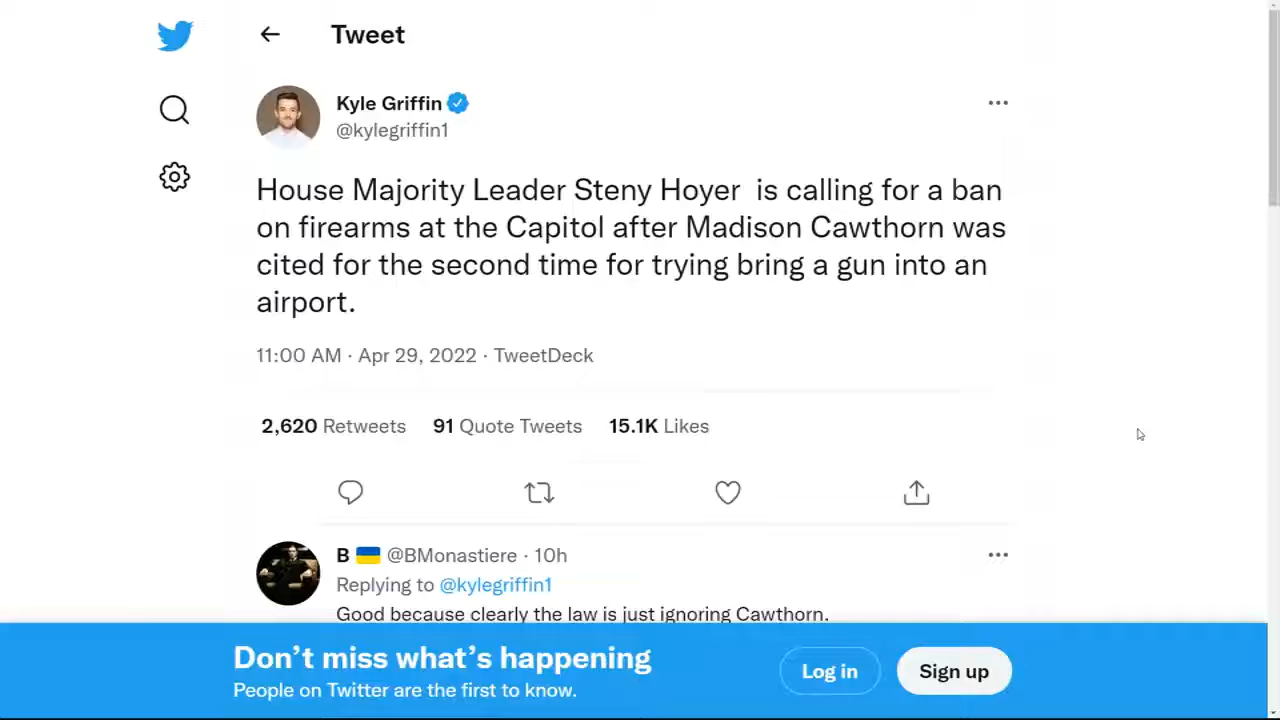 Tweet
Kyle Griffin
@kylegriffin1
House Majority Leader Steny Hoyer is calling for a ban
on firearms at the Capitol after Madison Cawthorn was
cited for the second time for trying bring a gun into an
airport.
11:00 AM · Apr 29, 2022 · TweetDeck
2,620 Retweets 91 Quote Tweets 15.1K Likes
B 🇺🇦 @BMonastiere · 10h
Replying to @kylegriffin1
Good because clearly the law is just ignoring Cawthorn.
Don’t miss what’s happening
People on Twitter are the first to know.
Log in
Sign up